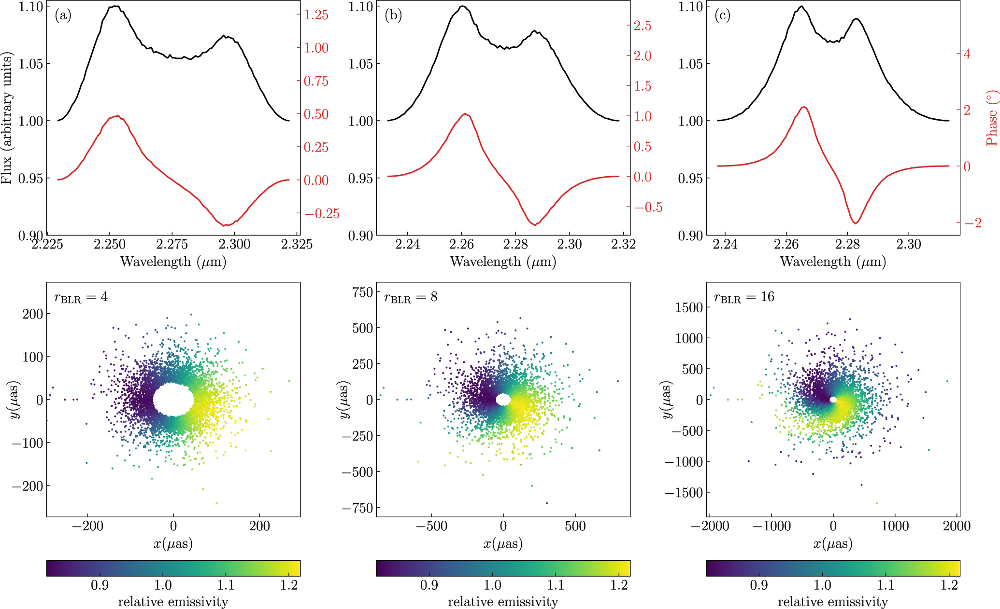 (a)
1.10
1.05
1.00
0.95
0.90
Flux (arbitrary units)
1.25
1.00
0.75
0.50
0.25
0.00
−0.25
2.225 2.250 2.275 2.300 2.325
Wavelength (μm)
(b)
1.10
1.05
1.00
0.95
0.90
2.5
2.0
1.5
1.0
0.5
0.0
−0.5
2.24 2.26 2.28 2.30 2.32
Wavelength (μm)
(c)
1.10
1.05
1.00
0.95
0.90
4
2
0
−2
Phase (°)
2.24 2.26 2.28 2.30
Wavelength (μm)
rBLR = 4
200
100
0
−100
−200
y(μas)
−200 0 200
x(μas)
0.9 1.0 1.1 1.2
relative emissivity
rBLR = 8
750
500
250
0
−250
−500
−750
y(μas)
−500 0 500
x(μas)
0.9 1.0 1.1 1.2
relative emissivity
rBLR = 16
1500
1000
500
0
−500
−1000
−1500
y(μas)
−2000 −1000 0 1000 2000
x(μas)
0.9 1.0 1.1 1.2
relative emissivity